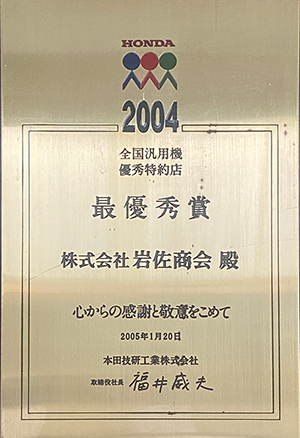 HONDA
2004
全国汎用機
優秀特約店
最優秀賞
株式会社 岩佐商会 殿
心からの感謝と敬意をこめて
2005年1月20日
本田技研工業株式会社
取締役社長 福井威夫